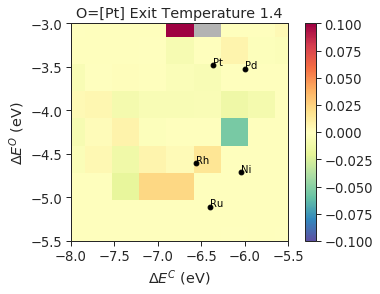 O=[Pt] Exit Temperature 1.4
−3.0
−3.5
−4.0
−4.5
−5.0
−5.5
ΔE^O (eV)
Pt
Pd
Rh
Ni
Ru
−8.0 −7.5 −7.0 −6.5 −6.0 −5.5
ΔE^C (eV)
0.100
0.075
0.050
0.025
0.000
−0.025
−0.050
−0.075
−0.100